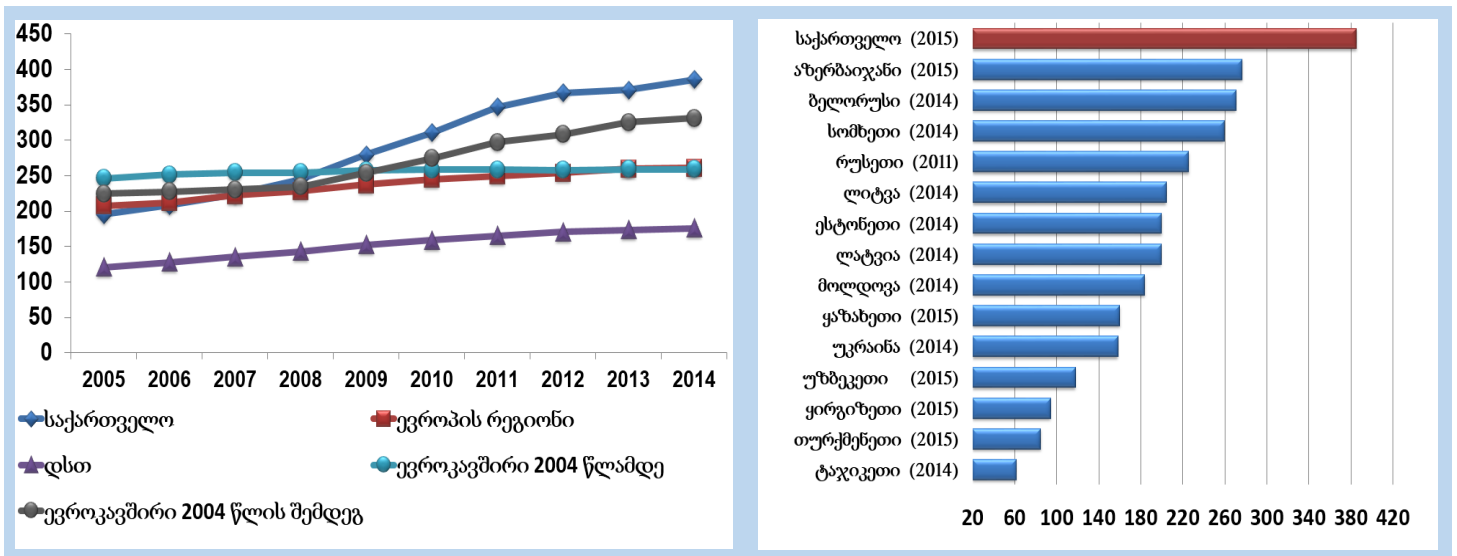 450
400
350
300
250
200
150
100
50
0
2005 2006 2007 2008 2009 2010 2011 2012 2013 2014
საქართველო ევროპის რეგიონი
დსთ ევროკავშირი 2004 წლამდე
ევროკავშირი 2004 წლის შემდეგ
საქართველო (2015)
აზერბაიჯანი (2015)
ბელორუსი (2014)
სომხეთი (2014)
რუსეთი (2011)
ლიტვა (2014)
ესტონეთი (2014)
ლატვია (2014)
მოლდოვა (2014)
ყაზახეთი (2015)
უკრაინა (2014)
უზბეკეთი (2015)
ყირგიზეთი (2015)
თურქმენეთი (2015)
ტაჯიკეთი (2014)
20 60 100 140 180 220 260 300 340 380 420